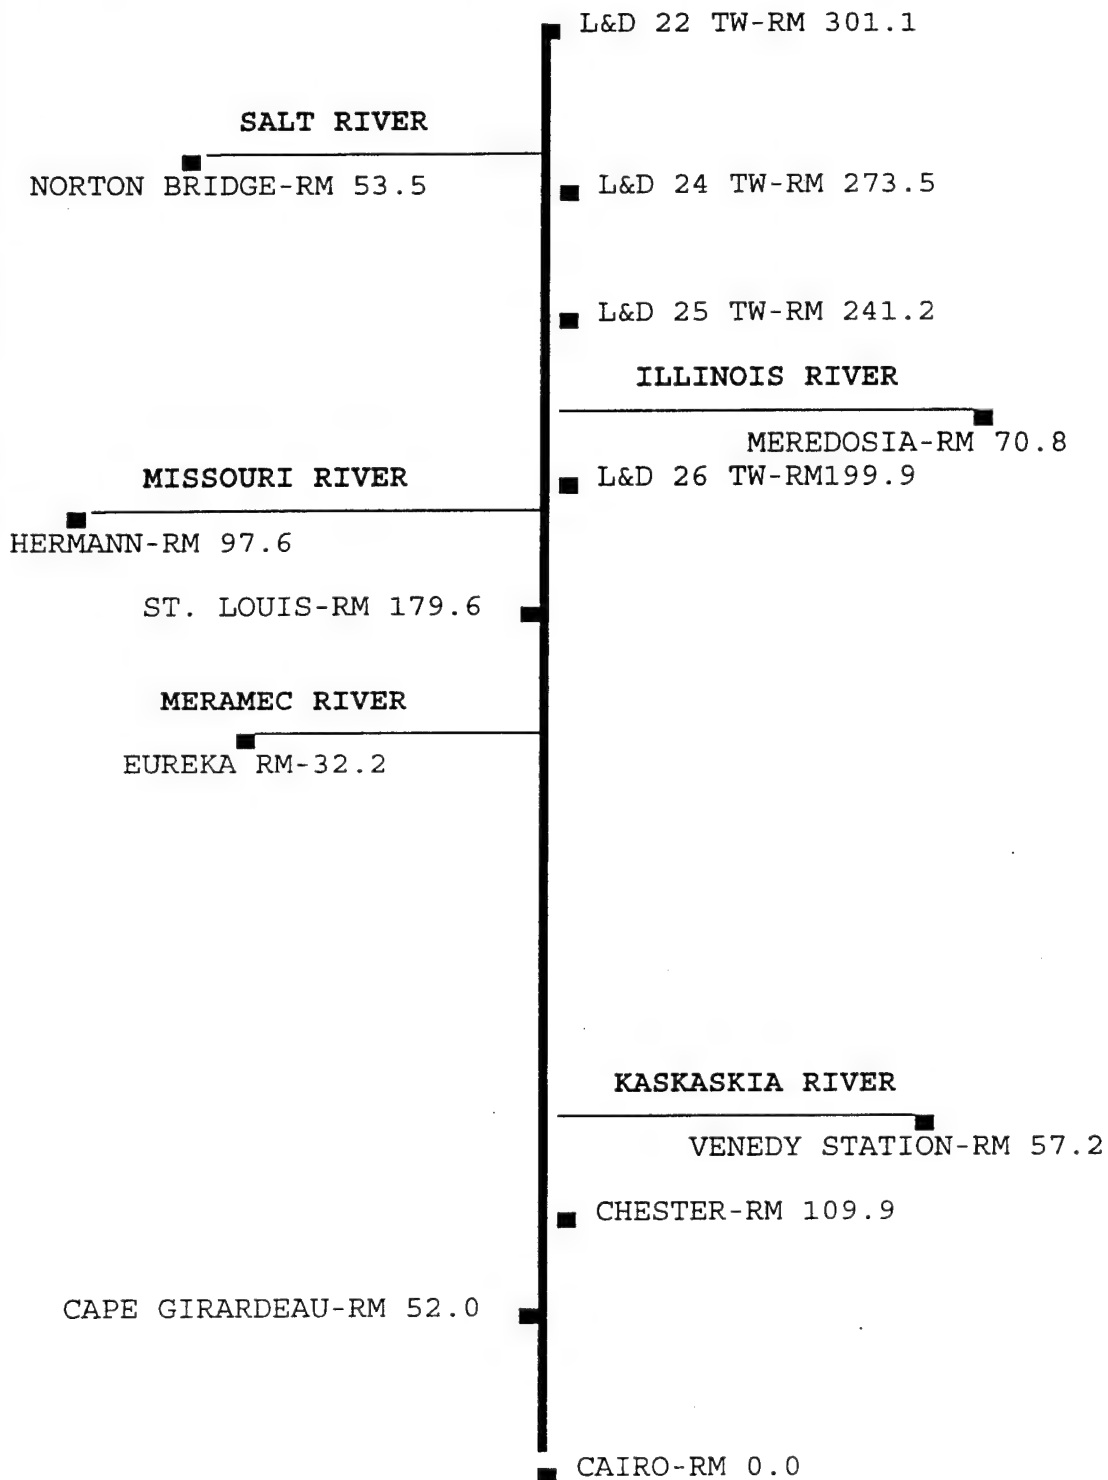 L&D 22 TW-RM 301.1
SALT RIVER
NORTON BRIDGE-RM 53.5
L&D 24 TW-RM 273.5
L&D 25 TW-RM 241.2
ILLINOIS RIVER
MEREDOSIA-RM 70.8
MISSOURI RIVER
L&D 26 TW-RM199.9
HERMANN-RM 97.6
ST. LOUIS-RM 179.6
MERAMEC RIVER
EUREKA RM-32.2
KASKASKIA RIVER
VENEDY STATION-RM 57.2
CHESTER-RM 109.9
CAPE GIRARDEAU-RM 52.0
CAIRO-RM 0.0